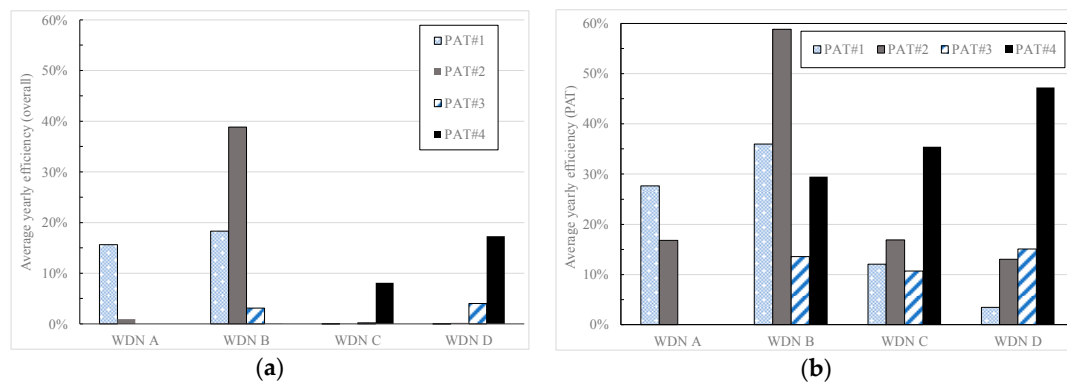 Average yearly efficiency (overall)
60%
50%
40%
30%
20%
10%
0%
PAT#1
PAT#2
PAT#3
PAT#4
WDN A WDN B WDN C WDN D
(a)
Average yearly efficiency (PAT)
60%
50%
40%
30%
20%
10%
0%
PAT#1 PAT#2 PAT#3 PAT#4
WDN A WDN B WDN C WDN D
(b)